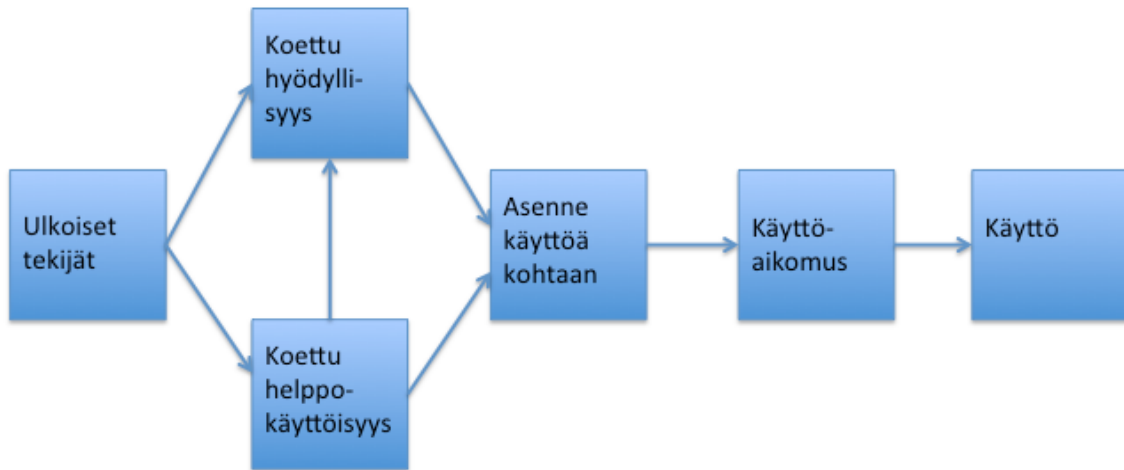 Koettu
hyödylli-
syys
Ulkoiset
tekijät
Asenne
käyttöä
kohtaan
Käyttö-
aikomus
Käyttö
Koettu
helppo-
käyttöisyys